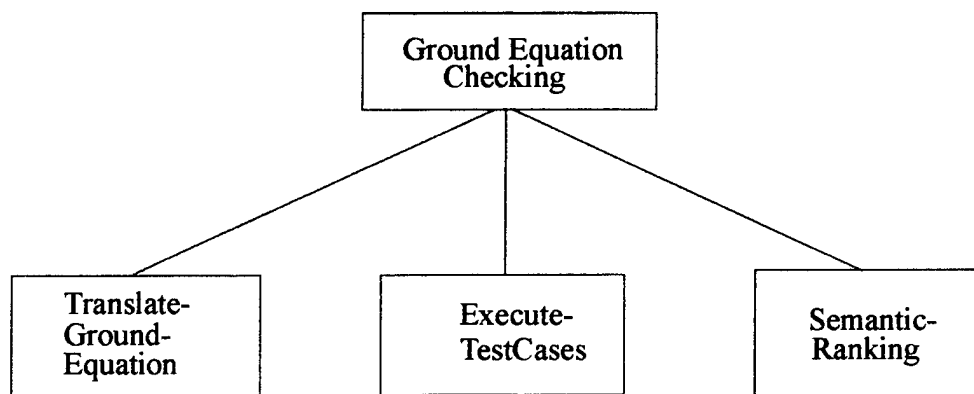 Ground Equation
Checking
Translate-
Ground-
Equation
Execute-
TestCases
Semantic-
Ranking